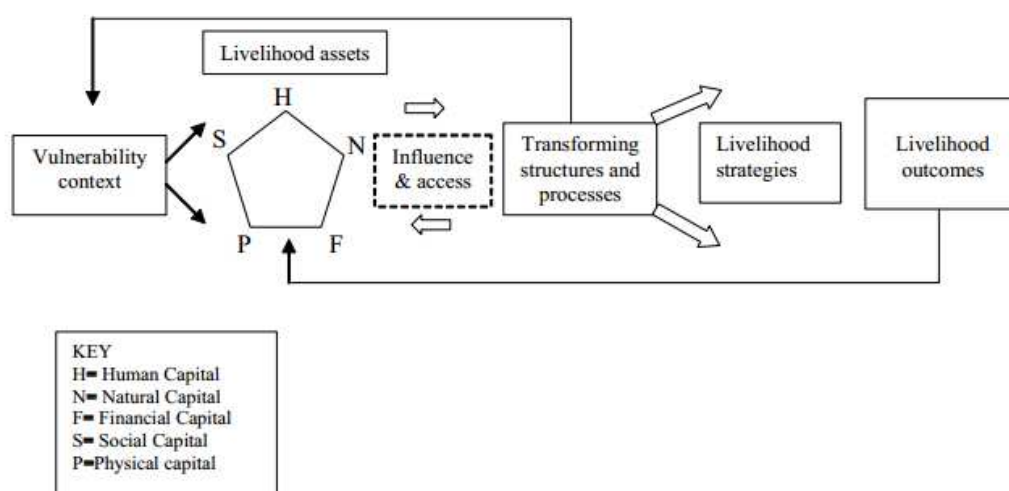 Livelihood assets
H
S
N
P
F
Vulnerability
context
Influence
& access
Transforming
structures and
processes
Livelihood
strategies
Livelihood
outcomes
KEY
H= Human Capital
N= Natural Capital
F= Financial Capital
S= Social Capital
P=Physical capital